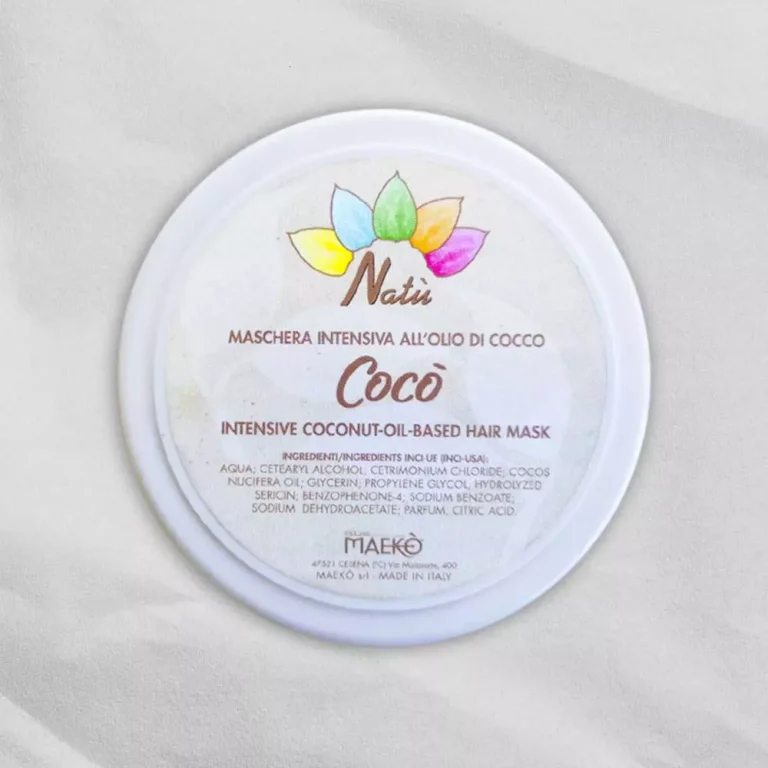 Natù
MASCHERA INTENSIVA ALL'OLIO DI COCCO
Cocò
INTENSIVE COCONUT-OIL-BASED HAIR MASK
INGREDIENTI/INGREDIENTS INCI UE (INCI-USA):
AQUA; CETEARYL ALCOHOL, CETRIMONIUM CHLORIDE; COCOS
NUCIFERA OIL; GLYCERIN; PROPYLENE GLYCOL, HYDROLYZED
SERICIN; BENZOPHENONE-4, SODIUM BENZOATE;
SODIUM DEHYDROACETATE; PARFUM, CITRIC ACID.
MAEKÒ
47521 CESENA (FC) Via 400
MAEKÒ srl - MADE IN ITALY